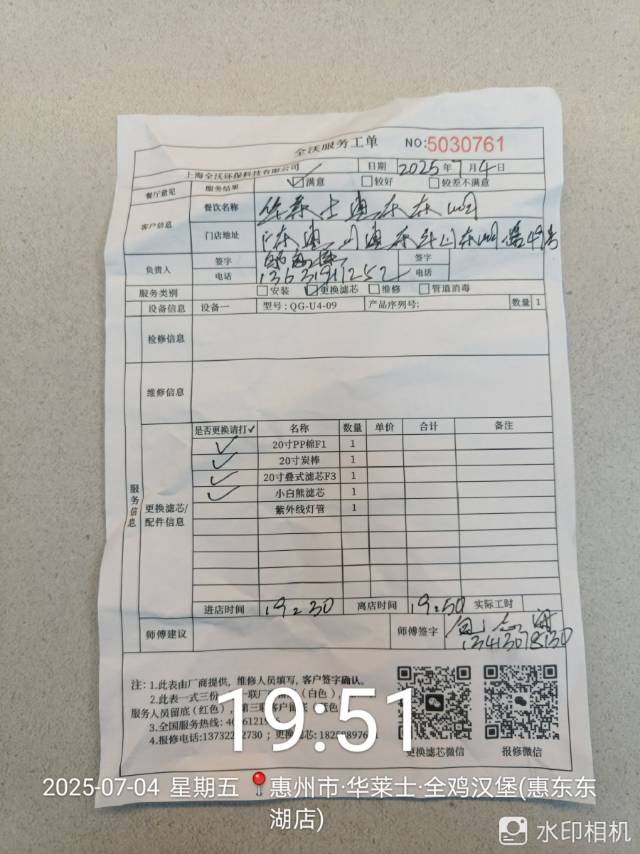 全沃服务工单 NO:5030761
上海全沃环保科技有限公司 日期 2025年7月4日
餐厅意见 服务结果 满意 较好 较差不满意
客户信息 餐饮名称 华莱士惠东东湖
门店地址
负责人 签字 签字
电话 电话
服务类别 安装 更换滤芯 维修 管道消毒
服务信息
设备信息 设备一 型号:QG-U4-09 产品序列号: 数量 1
检修信息
维修信息
更换滤芯/配件信息
是否更换请打✓ 名称 数量 单价 合计 备注
✓ 20寸PP棉F1 1
✓ 20寸炭棒 1
✓ 20寸叠式滤芯F3 1
✓ 小白熊滤芯 1
紫外线灯管 1
进店时间 19:30 离店时间 19:50 实际工时
师傅建议 师傅签字
注:1.此表由厂商提供,维修人员填写,客户签字确认。
2.此表一式三份
服务人员留底(红色),
3.全国服务热线:
4.报修电话:
更换滤芯微信 报修微信
19:51
2025-07-04 星期五 惠州市·华莱士·全鸡汉堡(惠东东
湖店)
水印相机